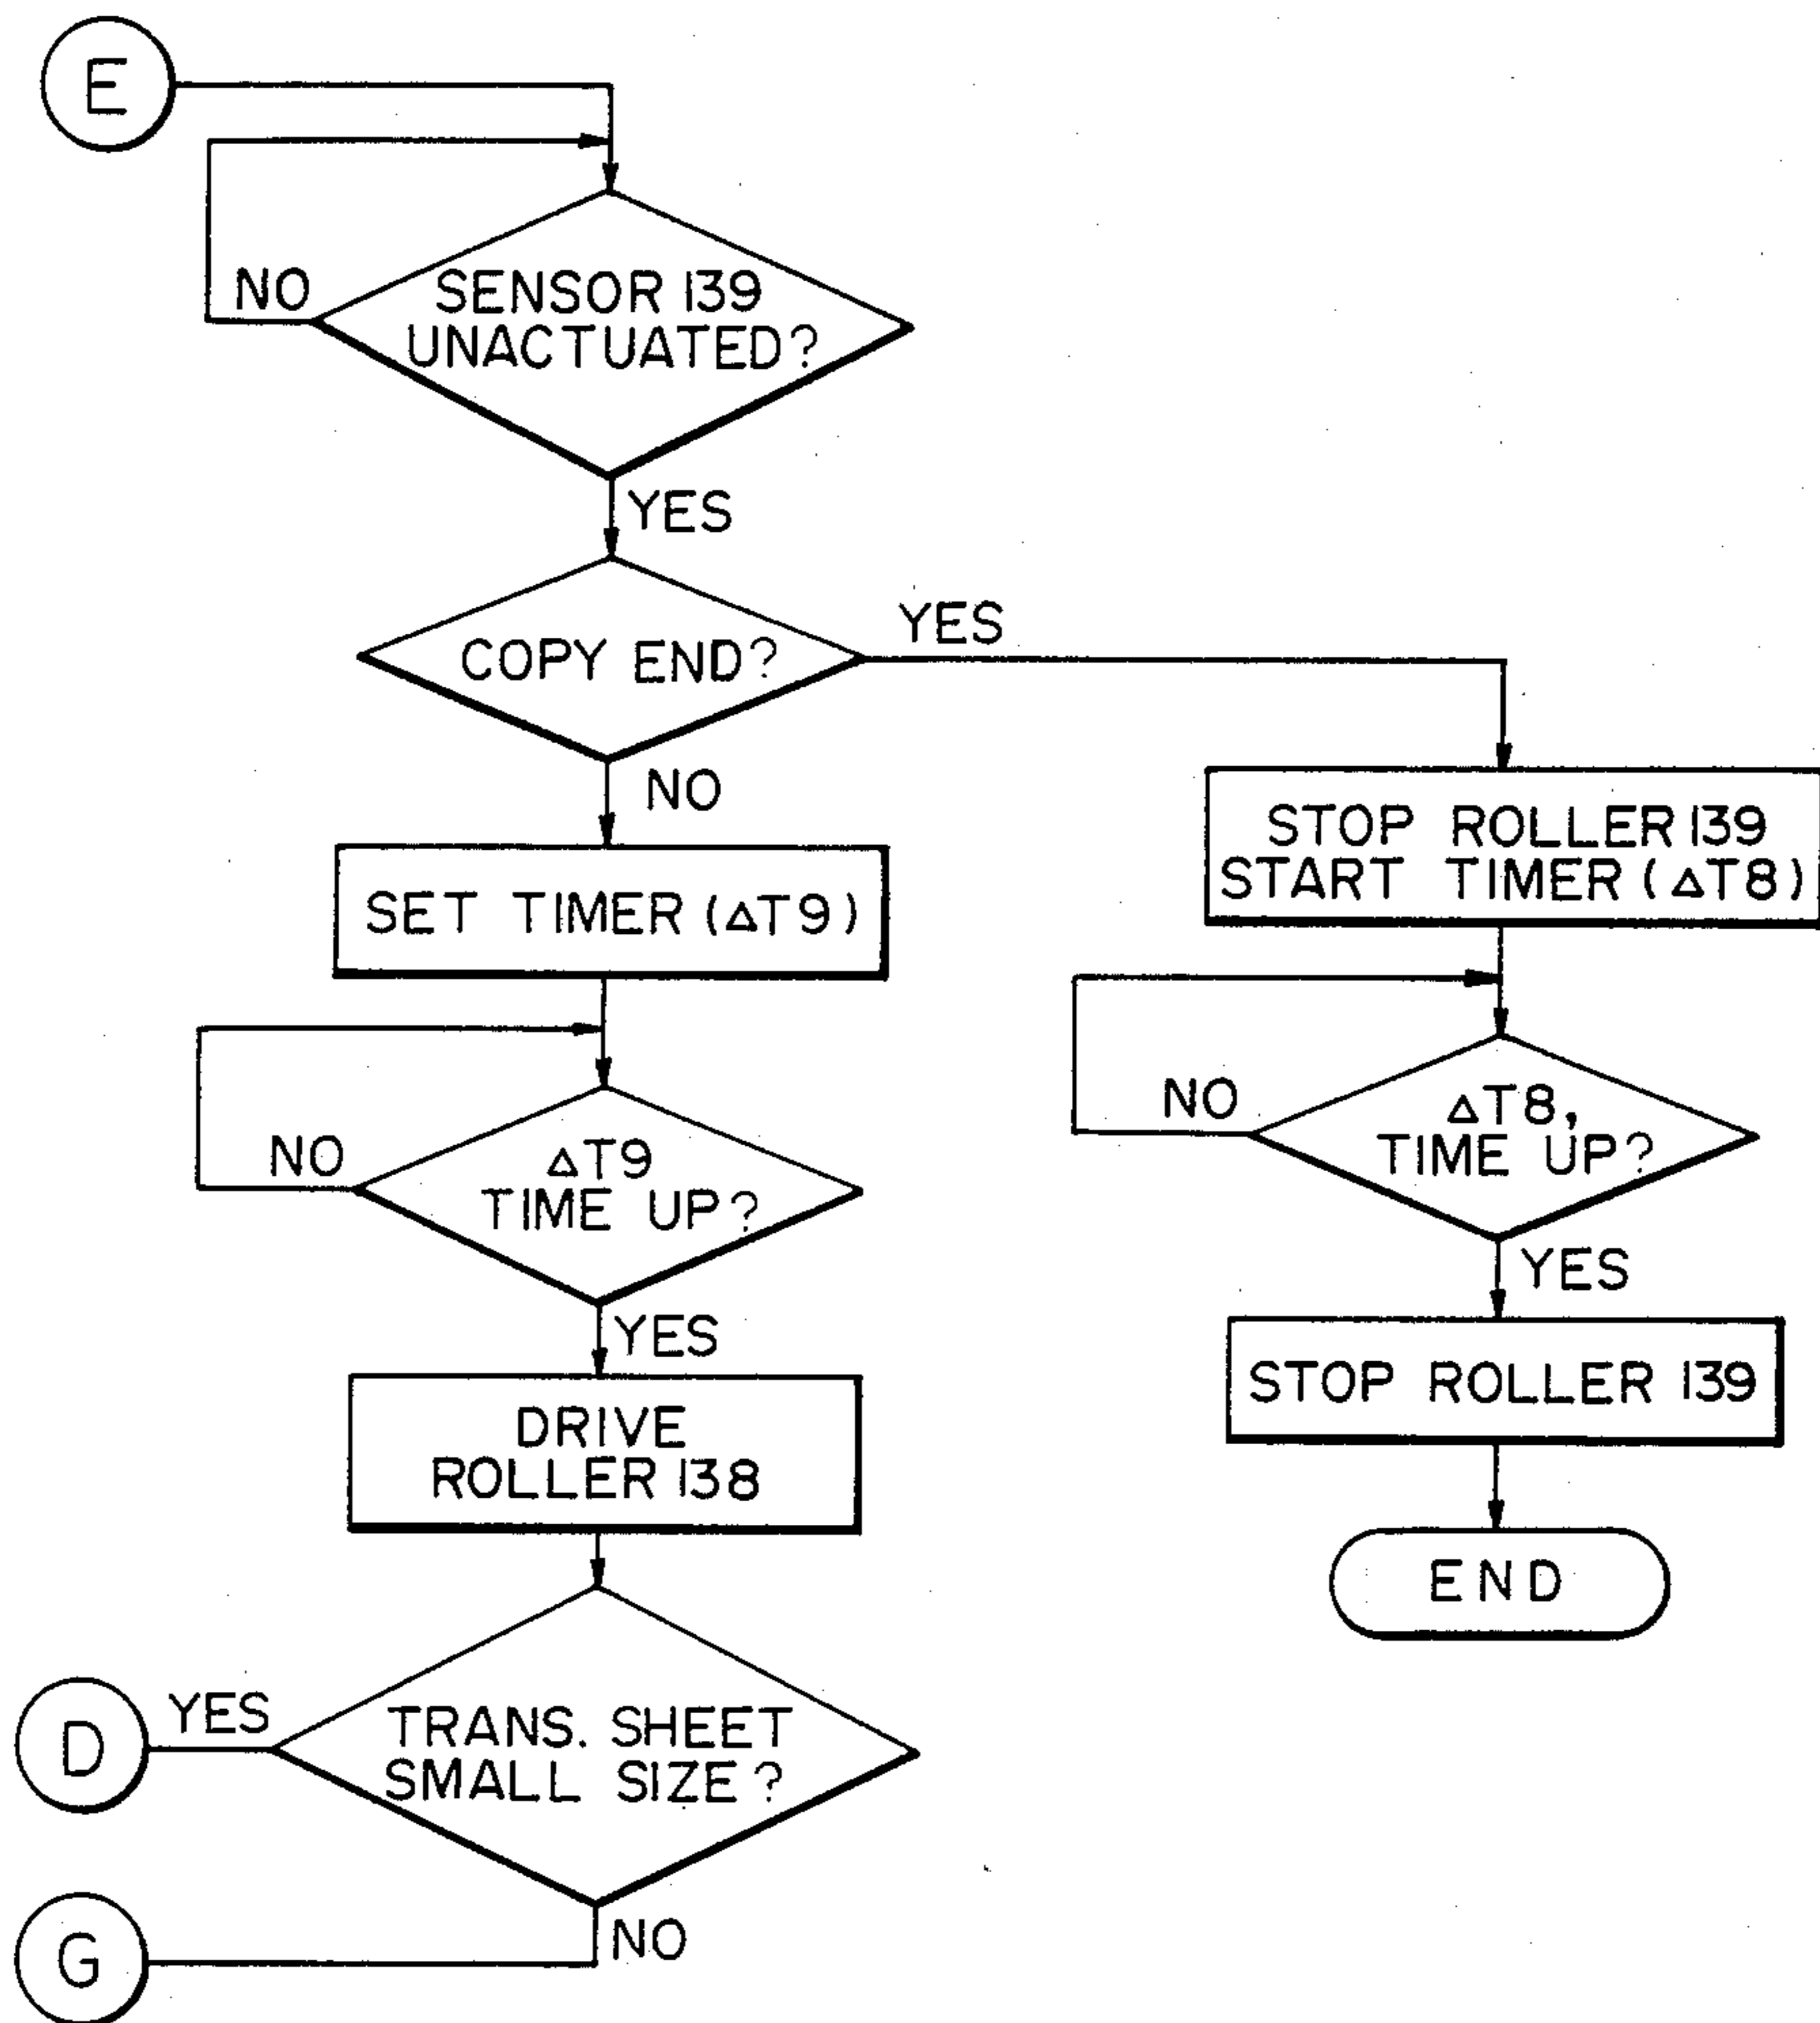 E
NO
SENSOR 139
UNACTUATED?
YES
COPY END?
YES
NO
SET TIMER (ΔT9)
NO
ΔT9
TIME UP?
YES
DRIVE
ROLLER 138
TRANS. SHEET
SMALL SIZE?
YES
D
NO
G
STOP ROLLER 139
START TIMER (ΔT8)
NO
ΔT8,
TIME UP?
YES
STOP ROLLER 139
END